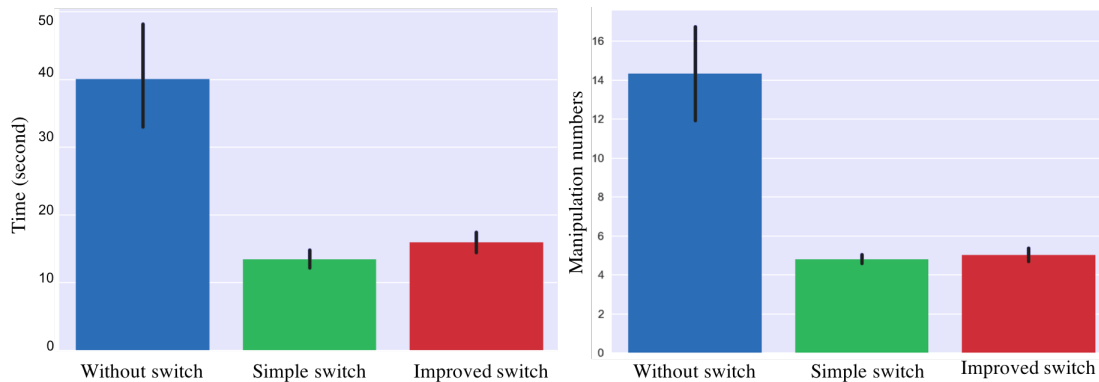 50
40
30
20
10
0
Time (second)
Without switch
Simple switch
Improved switch
16
14
12
10
8
6
4
2
0
Manipulation numbers
Without switch
Simple switch
Improved switch